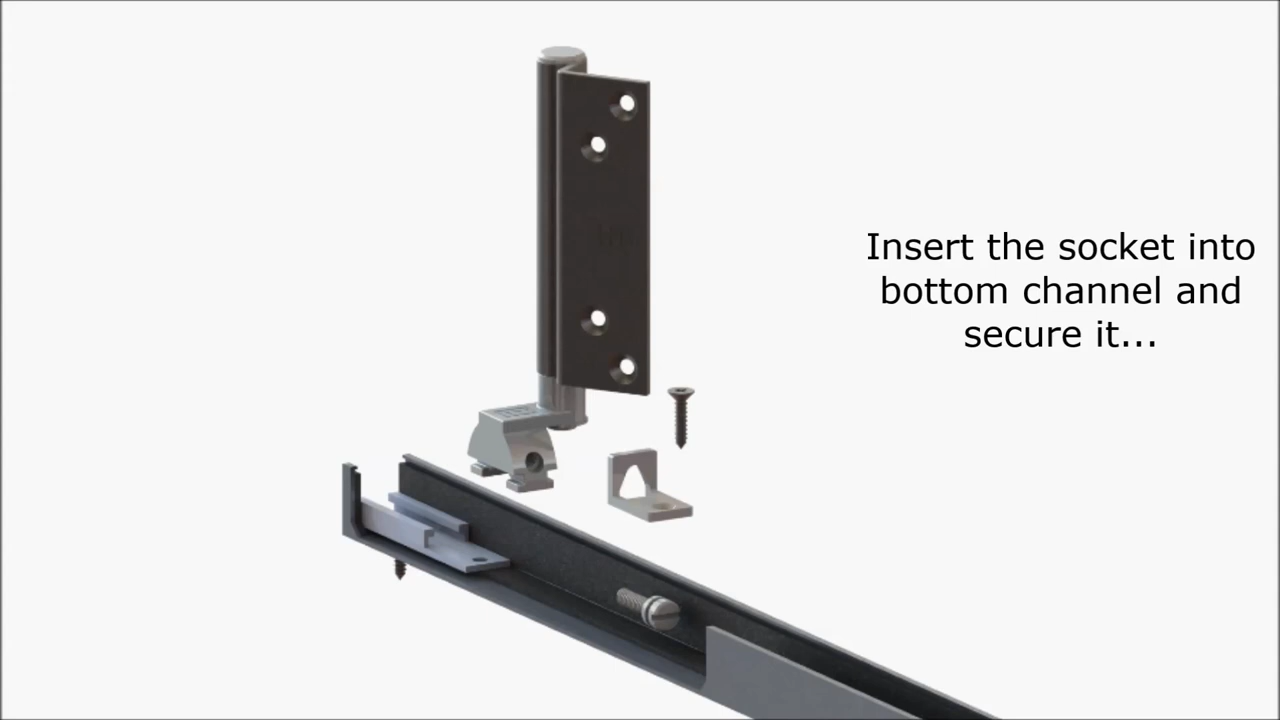 Insert the socket into
bottom channel and
secure it...